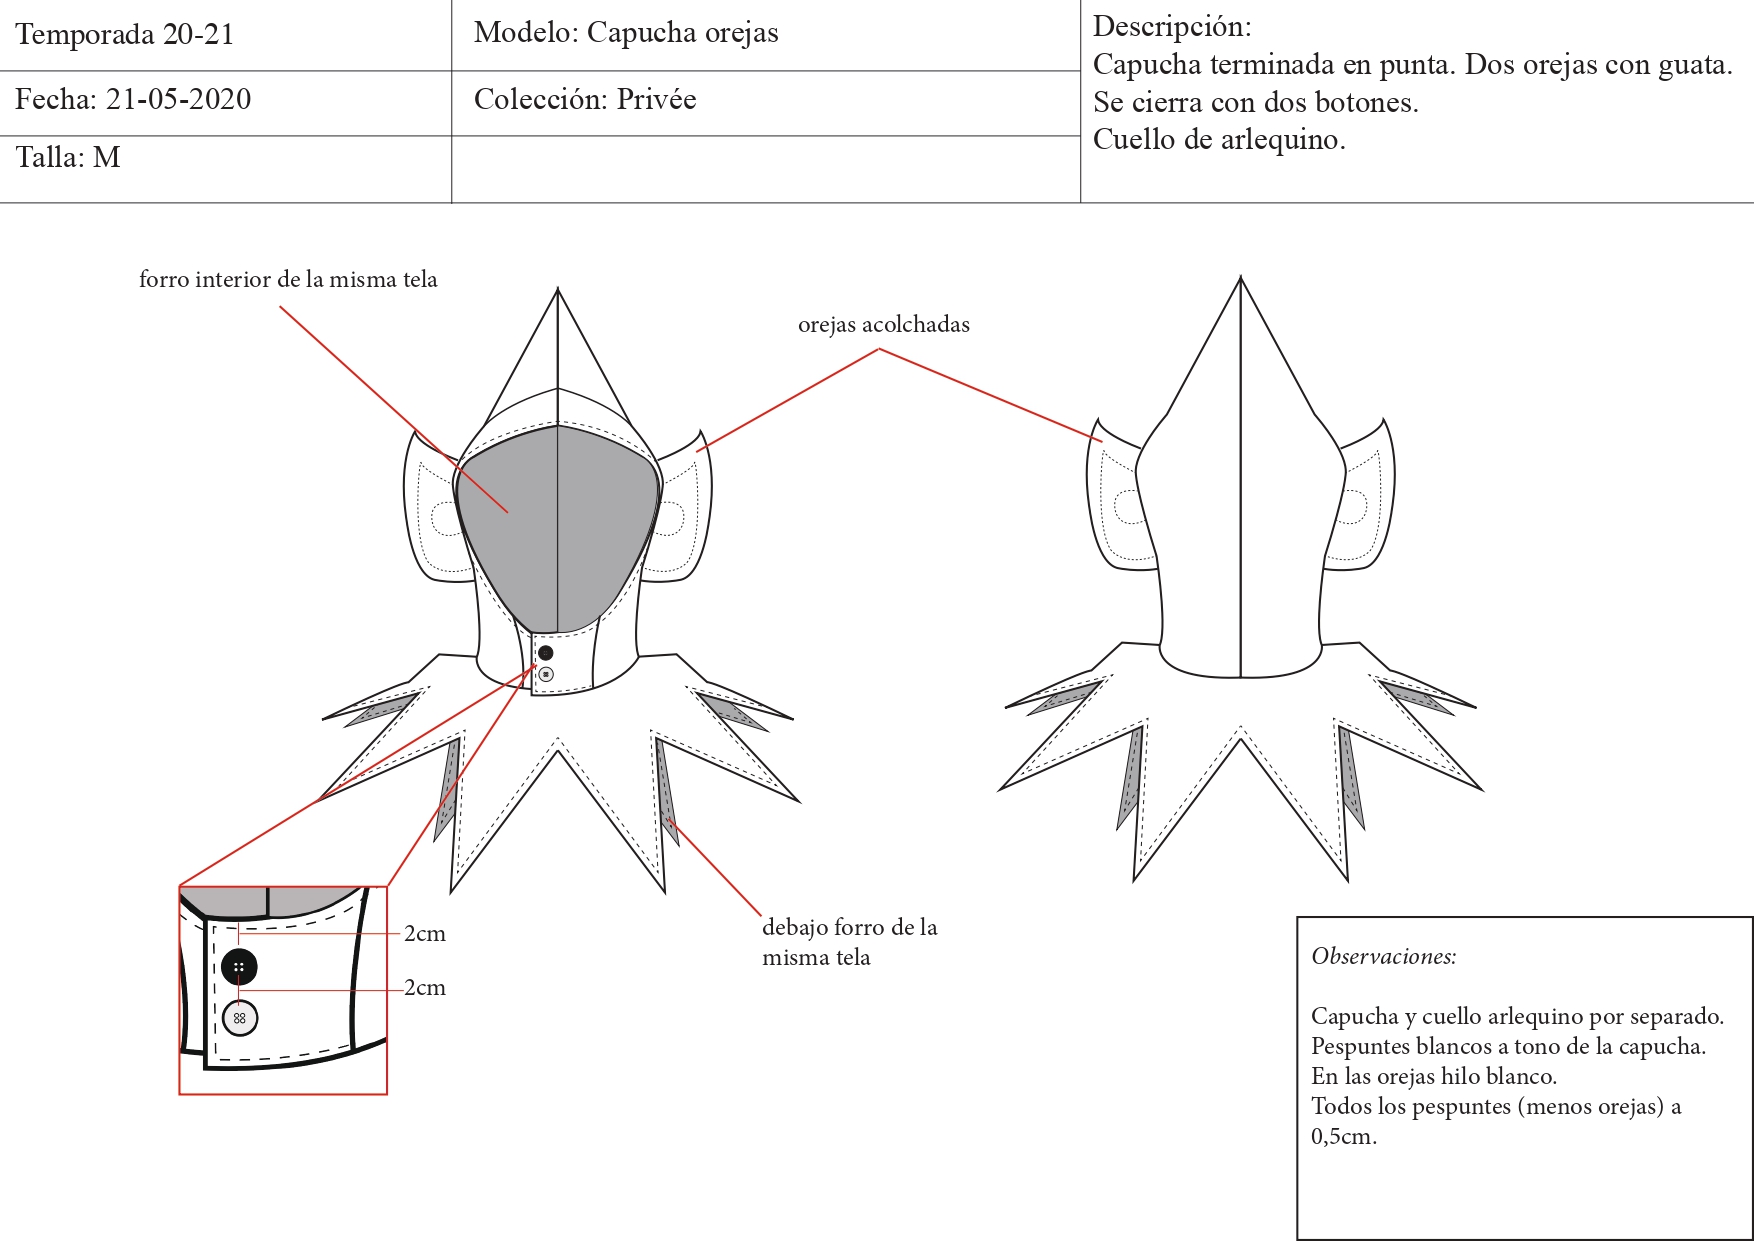 Temporada 20-21
Modelo: Capucha orejas
Descripción:
Capucha terminada en punta. Dos orejas con guata.
Se cierra con dos botones.
Cuello de arlequino.
Fecha: 21-05-2020
Colección: Privée
Talla: M
forro interior de la misma tela
orejas acolchadas
2cm
2cm
debajo forro de la
misma tela
Observaciones:
Capucha y cuello arlequino por separado.
Pespuntes blancos a tono de la capucha.
En las orejas hilo blanco.
Todos los pespuntes (menos orejas) a
0,5cm.